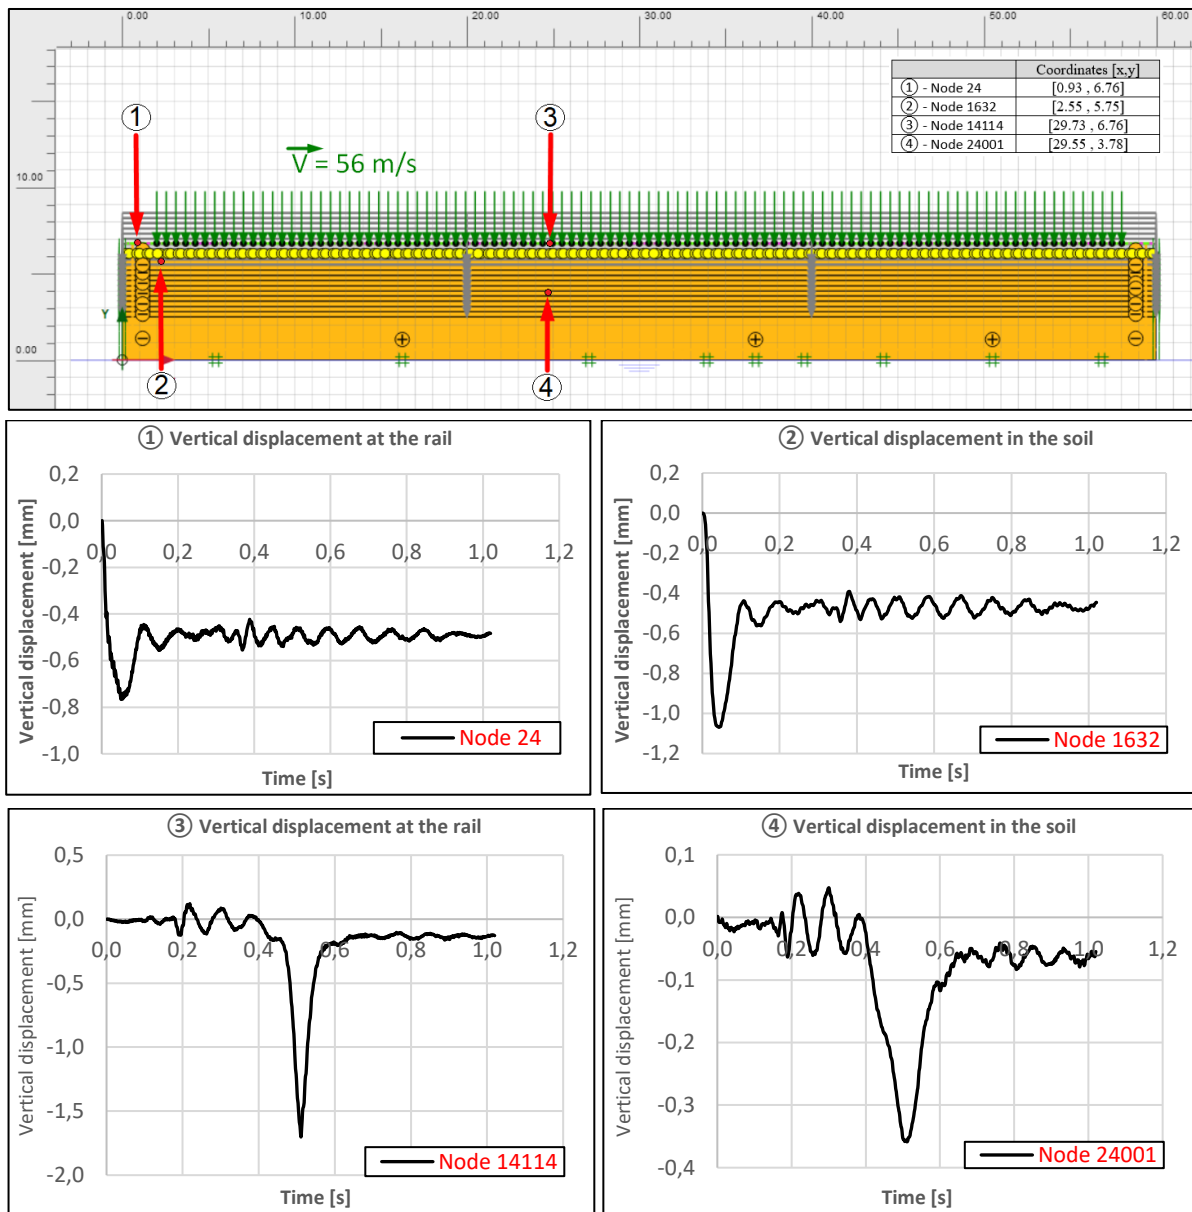 0.00 10.00 20.00 30.00 40.00 50.00 60.00
Coordinates [x,y]
① - Node 24 [0.93 , 6.76]
② - Node 1632 [2.55 , 5.75]
③ - Node 14114 [29.73 , 6.76]
④ - Node 24001 [29.55 , 3.78]
① ③
V = 56 m/s
10.00
Y
0.00
② ④
① Vertical displacement at the rail
Vertical displacement [mm]
0,2
0,0
-0,2
-0,4
-0,6
-0,8
-1,0
0,0 0,2 0,4 0,6 0,8 1,0 1,2
Node 24
Time [s]
② Vertical displacement in the soil
Vertical displacement [mm]
0,2
0,0
-0,2
-0,4
-0,6
-0,8
-1,0
-1,2
0,0 0,2 0,4 0,6 0,8 1,0 1,2
Node 1632
Time [s]
③ Vertical displacement at the rail
Vertical displacement [mm]
0,5
0,0
-0,5
-1,0
-1,5
-2,0
0,0 0,2 0,4 0,6 0,8 1,0 1,2
Node 14114
Time [s]
④ Vertical displacement in the soil
Vertical displacement [mm]
0,1
0,0
-0,1
-0,2
-0,3
-0,4
0,0 0,2 0,4 0,6 0,8 1,0 1,2
Node 24001
Time [s]